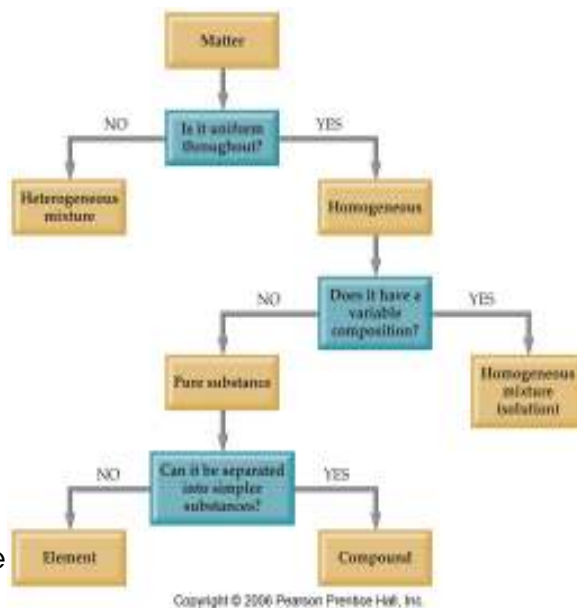 Matter
NO
Is it uniform
throughout?
YES
Heterogeneous
mixture
Homogeneous
NO
Does it have a
variable
composition?
YES
Pure substance
Homogeneous
mixture
(solution)
NO
Can it be separated
into simpler
substances?
YES
e
Element
Compound
Copyright © 2006 Pearson Prentice Hall, Inc.